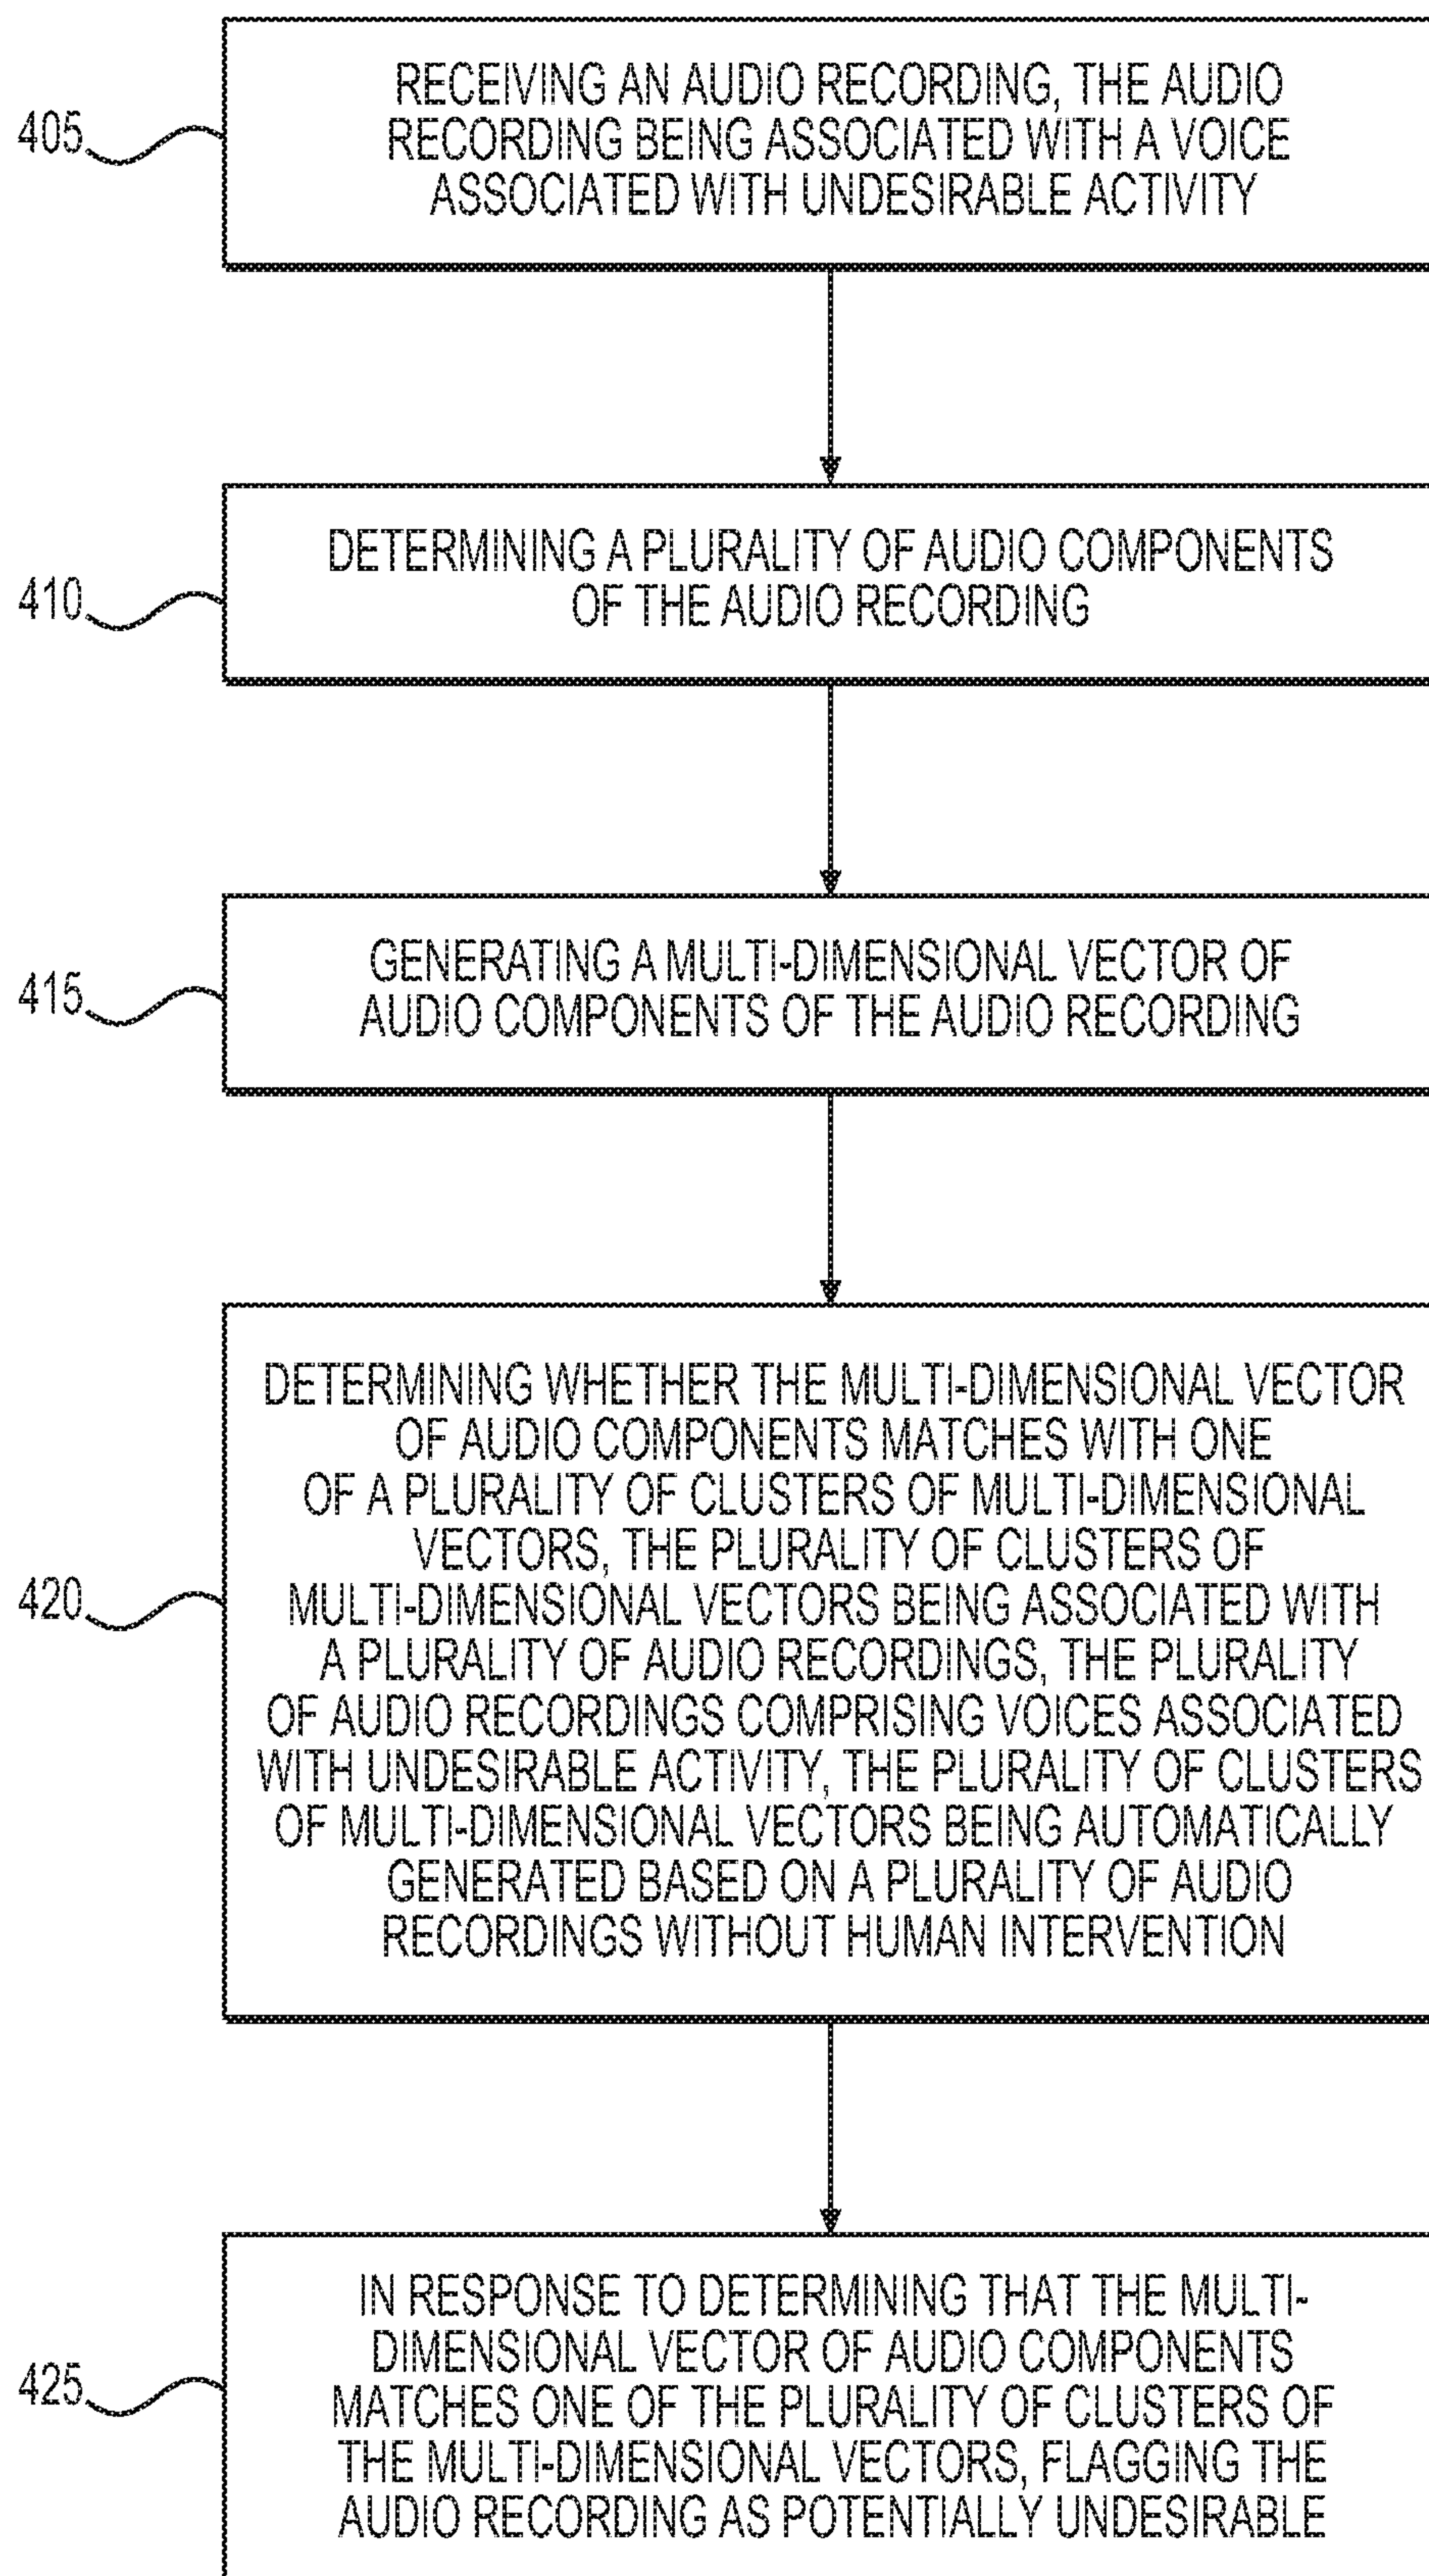 405
RECEIVING AN AUDIO RECORDING, THE AUDIO
RECORDING BEING ASSOCIATED WITH A VOICE
ASSOCIATED WITH UNDESIRABLE ACTIVITY
410
DETERMINING A PLURALITY OF AUDIO COMPONENTS
OF THE AUDIO RECORDING
415
GENERATING A MULTI-DIMENSIONAL VECTOR OF
AUDIO COMPONENTS OF THE AUDIO RECORDING
420
DETERMINING WHETHER THE MULTI-DIMENSIONAL VECTOR
OF AUDIO COMPONENTS MATCHES WITH ONE
OF A PLURALITY OF CLUSTERS OF MULTI-DIMENSIONAL
VECTORS, THE PLURALITY OF CLUSTERS OF
MULTI-DIMENSIONAL VECTORS BEING ASSOCIATED WITH
A PLURALITY OF AUDIO RECORDINGS, THE PLURALITY
OF AUDIO RECORDINGS COMPRISING VOICES ASSOCIATED
WITH UNDESIRABLE ACTIVITY, THE PLURALITY OF CLUSTERS
OF MULTI-DIMENSIONAL VECTORS BEING AUTOMATICALLY
GENERATED BASED ON A PLURALITY OF AUDIO
RECORDINGS WITHOUT HUMAN INTERVENTION
425
IN RESPONSE TO DETERMINING THAT THE MULTI-
DIMENSIONAL VECTOR OF AUDIO COMPONENTS
MATCHES ONE OF THE PLURALITY OF CLUSTERS OF
THE MULTI-DIMENSIONAL VECTORS, FLAGGING THE
AUDIO RECORDING AS POTENTIALLY UNDESIRABLE